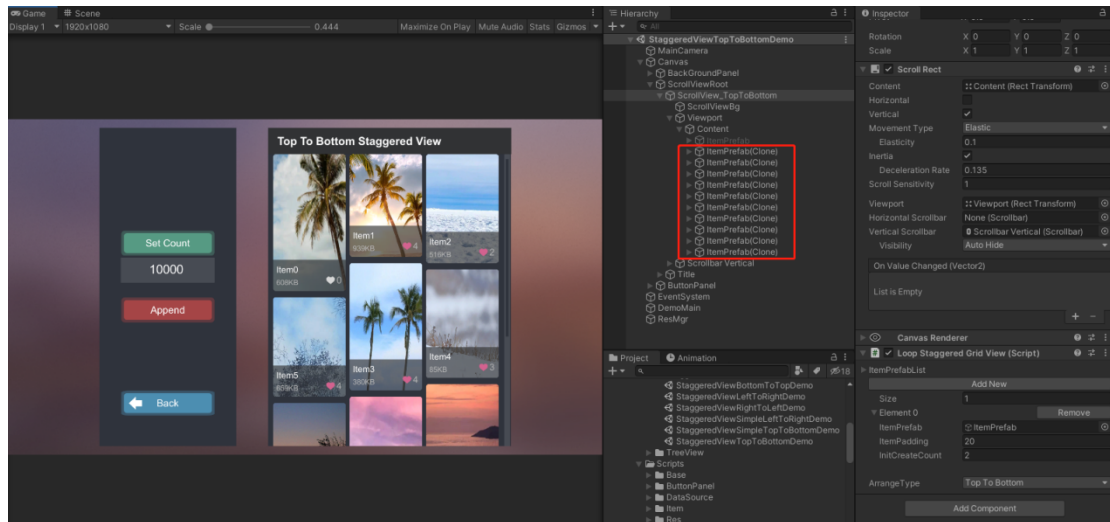 Game
Scene
Display 1
1920x1080
Scale
0.444
Maximize On Play
Mute Audio
Stats
Gizmos
Set Count
10000
Append
Back
Top To Bottom Staggered View
Item0
608KB
0
Item1
939KB
4
Item2
516KB
2
Item5
859KB
4
Item3
380KB
4
Item4
85KB
3
Hierarchy
All
StaggeredViewTopToBottomDemo
MainCamera
Canvas
BackGroundPanel
ScrollViewRoot
ScrollView_TopToBottom
ScrollViewBg
Viewport
Content
ItemPrefab
ItemPrefab(Clone)
ItemPrefab(Clone)
ItemPrefab(Clone)
ItemPrefab(Clone)
ItemPrefab(Clone)
ItemPrefab(Clone)
ItemPrefab(Clone)
ItemPrefab(Clone)
ItemPrefab(Clone)
ItemPrefab(Clone)
Scrollbar Vertical
Title
ButtonPanel
EventSystem
DemoMain
ResMgr
Project
Animation
18
StaggeredViewBottomToTopDemo
StaggeredViewLeftToRightDemo
StaggeredViewRightToLeftDemo
StaggeredViewSimpleLeftToRightDemo
StaggeredViewSimpleTopToBottomDemo
StaggeredViewTopToBottomDemo
TreeView
Scripts
Base
ButtonPanel
DataSource
Item
Res
Inspector
Rotation X 0 Y 0 Z 0
Scale X 1 Y 1 Z 1
Scroll Rect
Content Content (Rect Transform)
Horizontal
Vertical
Movement Type Elastic
Elasticity 0.1
Inertia
Deceleration Rate 0.135
Scroll Sensitivity 1
Viewport Viewport (Rect Transform)
Horizontal Scrollbar None (Scrollbar)
Vertical Scrollbar Scrollbar Vertical (Scrollbar)
Visibility Auto Hide
On Value Changed (Vector2)
List is Empty
Canvas Renderer
Loop Staggered Grid View (Script)
ItemPrefabList
Add New
Size 1
Element 0 Remove
ItemPrefab ItemPrefab
ItemPadding 20
InitCreateCount 2
ArrangeType Top To Bottom
Add Component